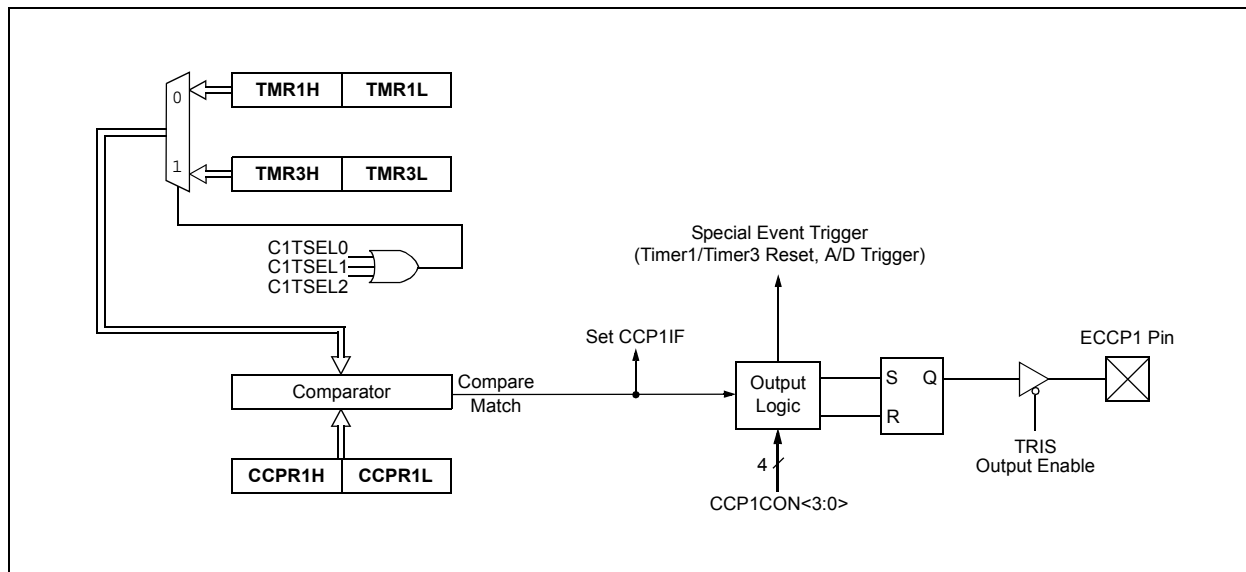 0
TMR1H TMR1L
1
TMR3H TMR3L
C1TSEL0
C1TSEL1
C1TSEL2
Special Event Trigger
(Timer1/Timer3 Reset, A/D Trigger)
Set CCP1IF
ECCP1 Pin
Comparator
Compare
Match
Output
Logic
S Q
R
TRIS
Output Enable
CCPR1H CCPR1L
4
CCP1CON<3:0>